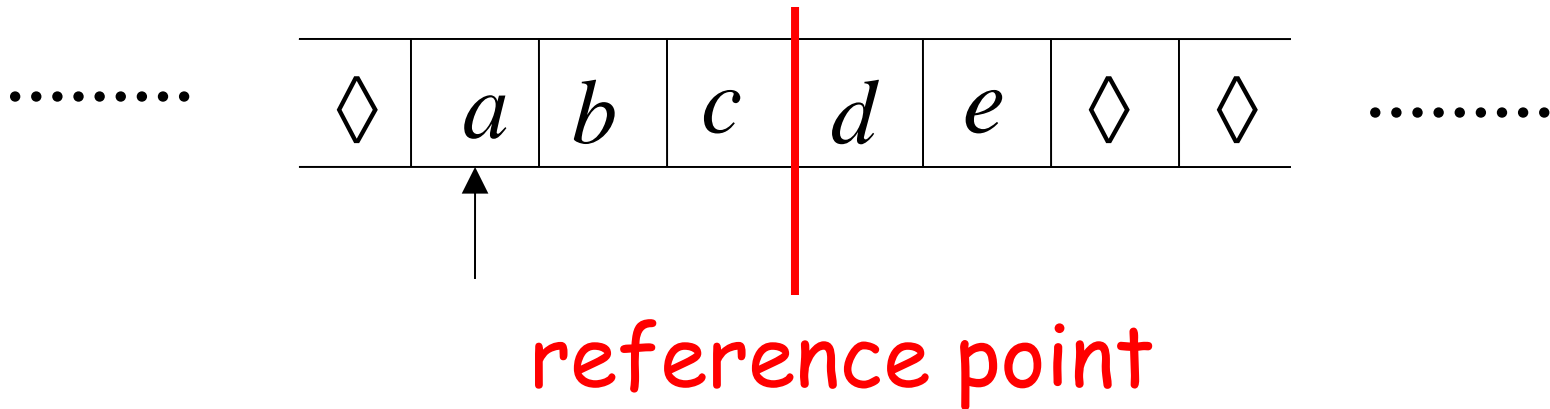 ......... ◊ a b c d e ◊ ◊ .........
reference point